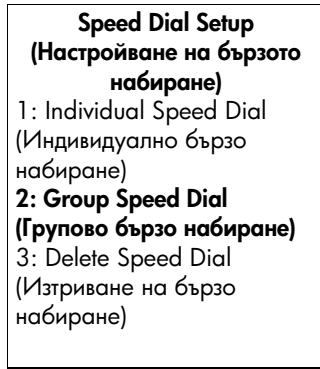 Speed Dial Setup
(Настройване на бързото
набиране)
1: Individual Speed Dial
(Индивидуално бързо
набиране)
2: Group Speed Dial
(Групово бързо набиране)
3: Delete Speed Dial
(Изтриване на бързо
набиране)